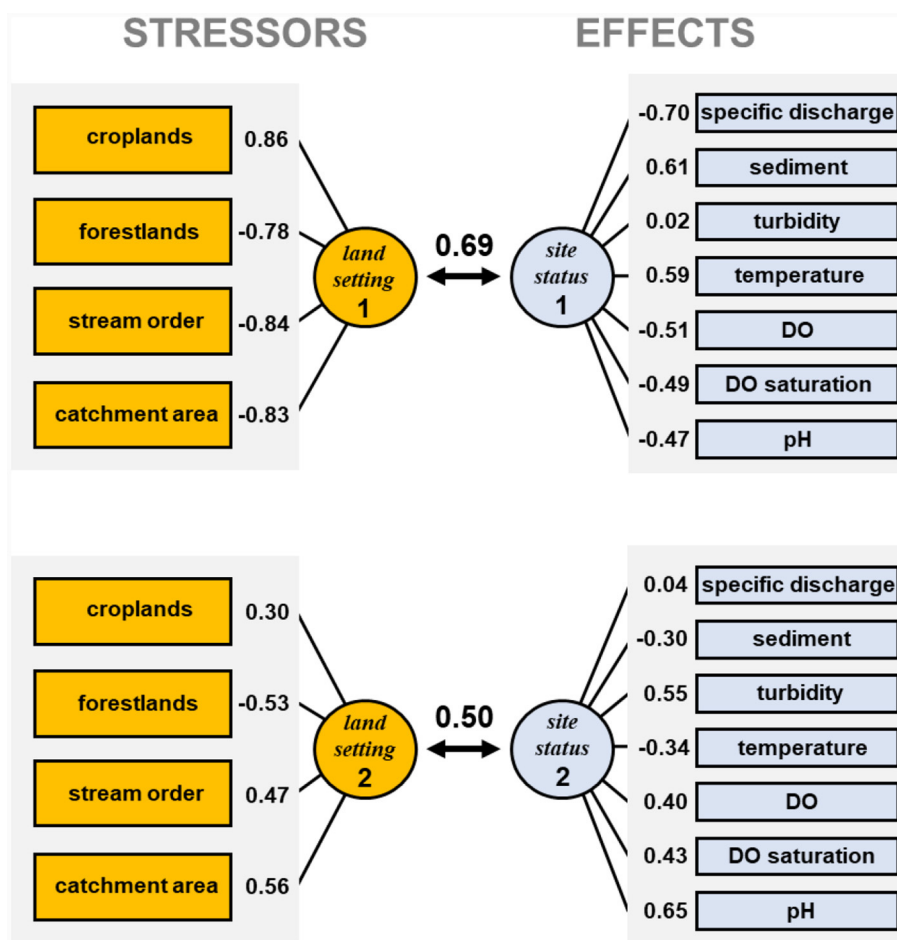 STRESSORS EFFECTS
croplands 0.86
forestlands -0.78
stream order -0.84
catchment area -0.83
land
setting
1
0.69
site
status
1
-0.70 specific discharge
0.61 sediment
0.02 turbidity
0.59 temperature
-0.51 DO
-0.49 DO saturation
-0.47 pH
croplands 0.30
forestlands -0.53
stream order 0.47
catchment area 0.56
land
setting
2
0.50
site
status
2
0.04 specific discharge
-0.30 sediment
0.55 turbidity
-0.34 temperature
0.40 DO
0.43 DO saturation
0.65 pH